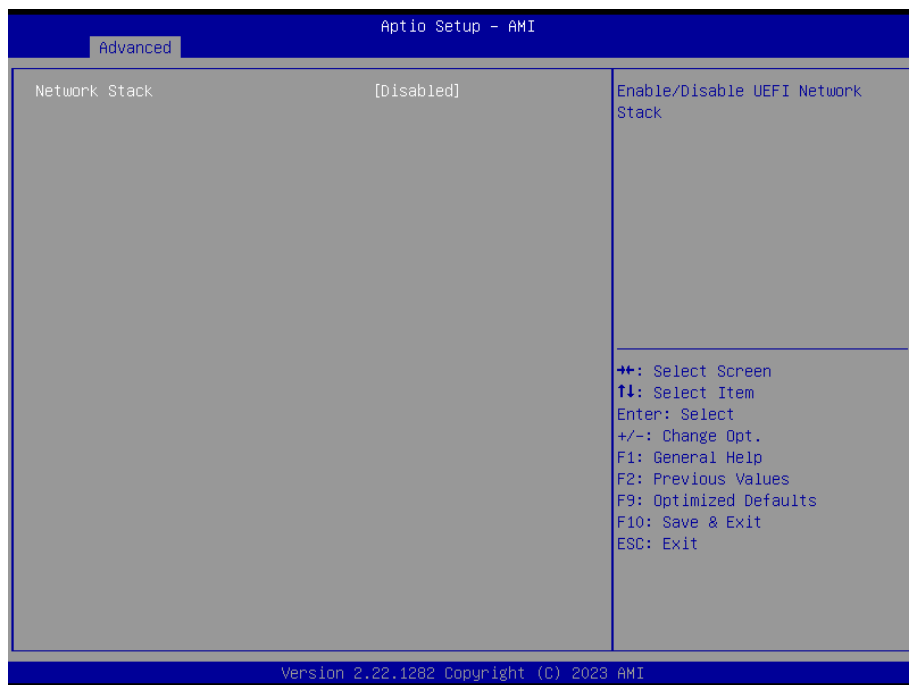 Aptio Setup – AMI
Advanced
Network Stack [Disabled]
Enable/Disable UEFI Network
Stack
→←: Select Screen
↑↓: Select Item
Enter: Select
+/-: Change Opt.
F1: General Help
F2: Previous Values
F9: Optimized Defaults
F10: Save & Exit
ESC: Exit
Version 2.22.1282 Copyright (C) 2023 AMI